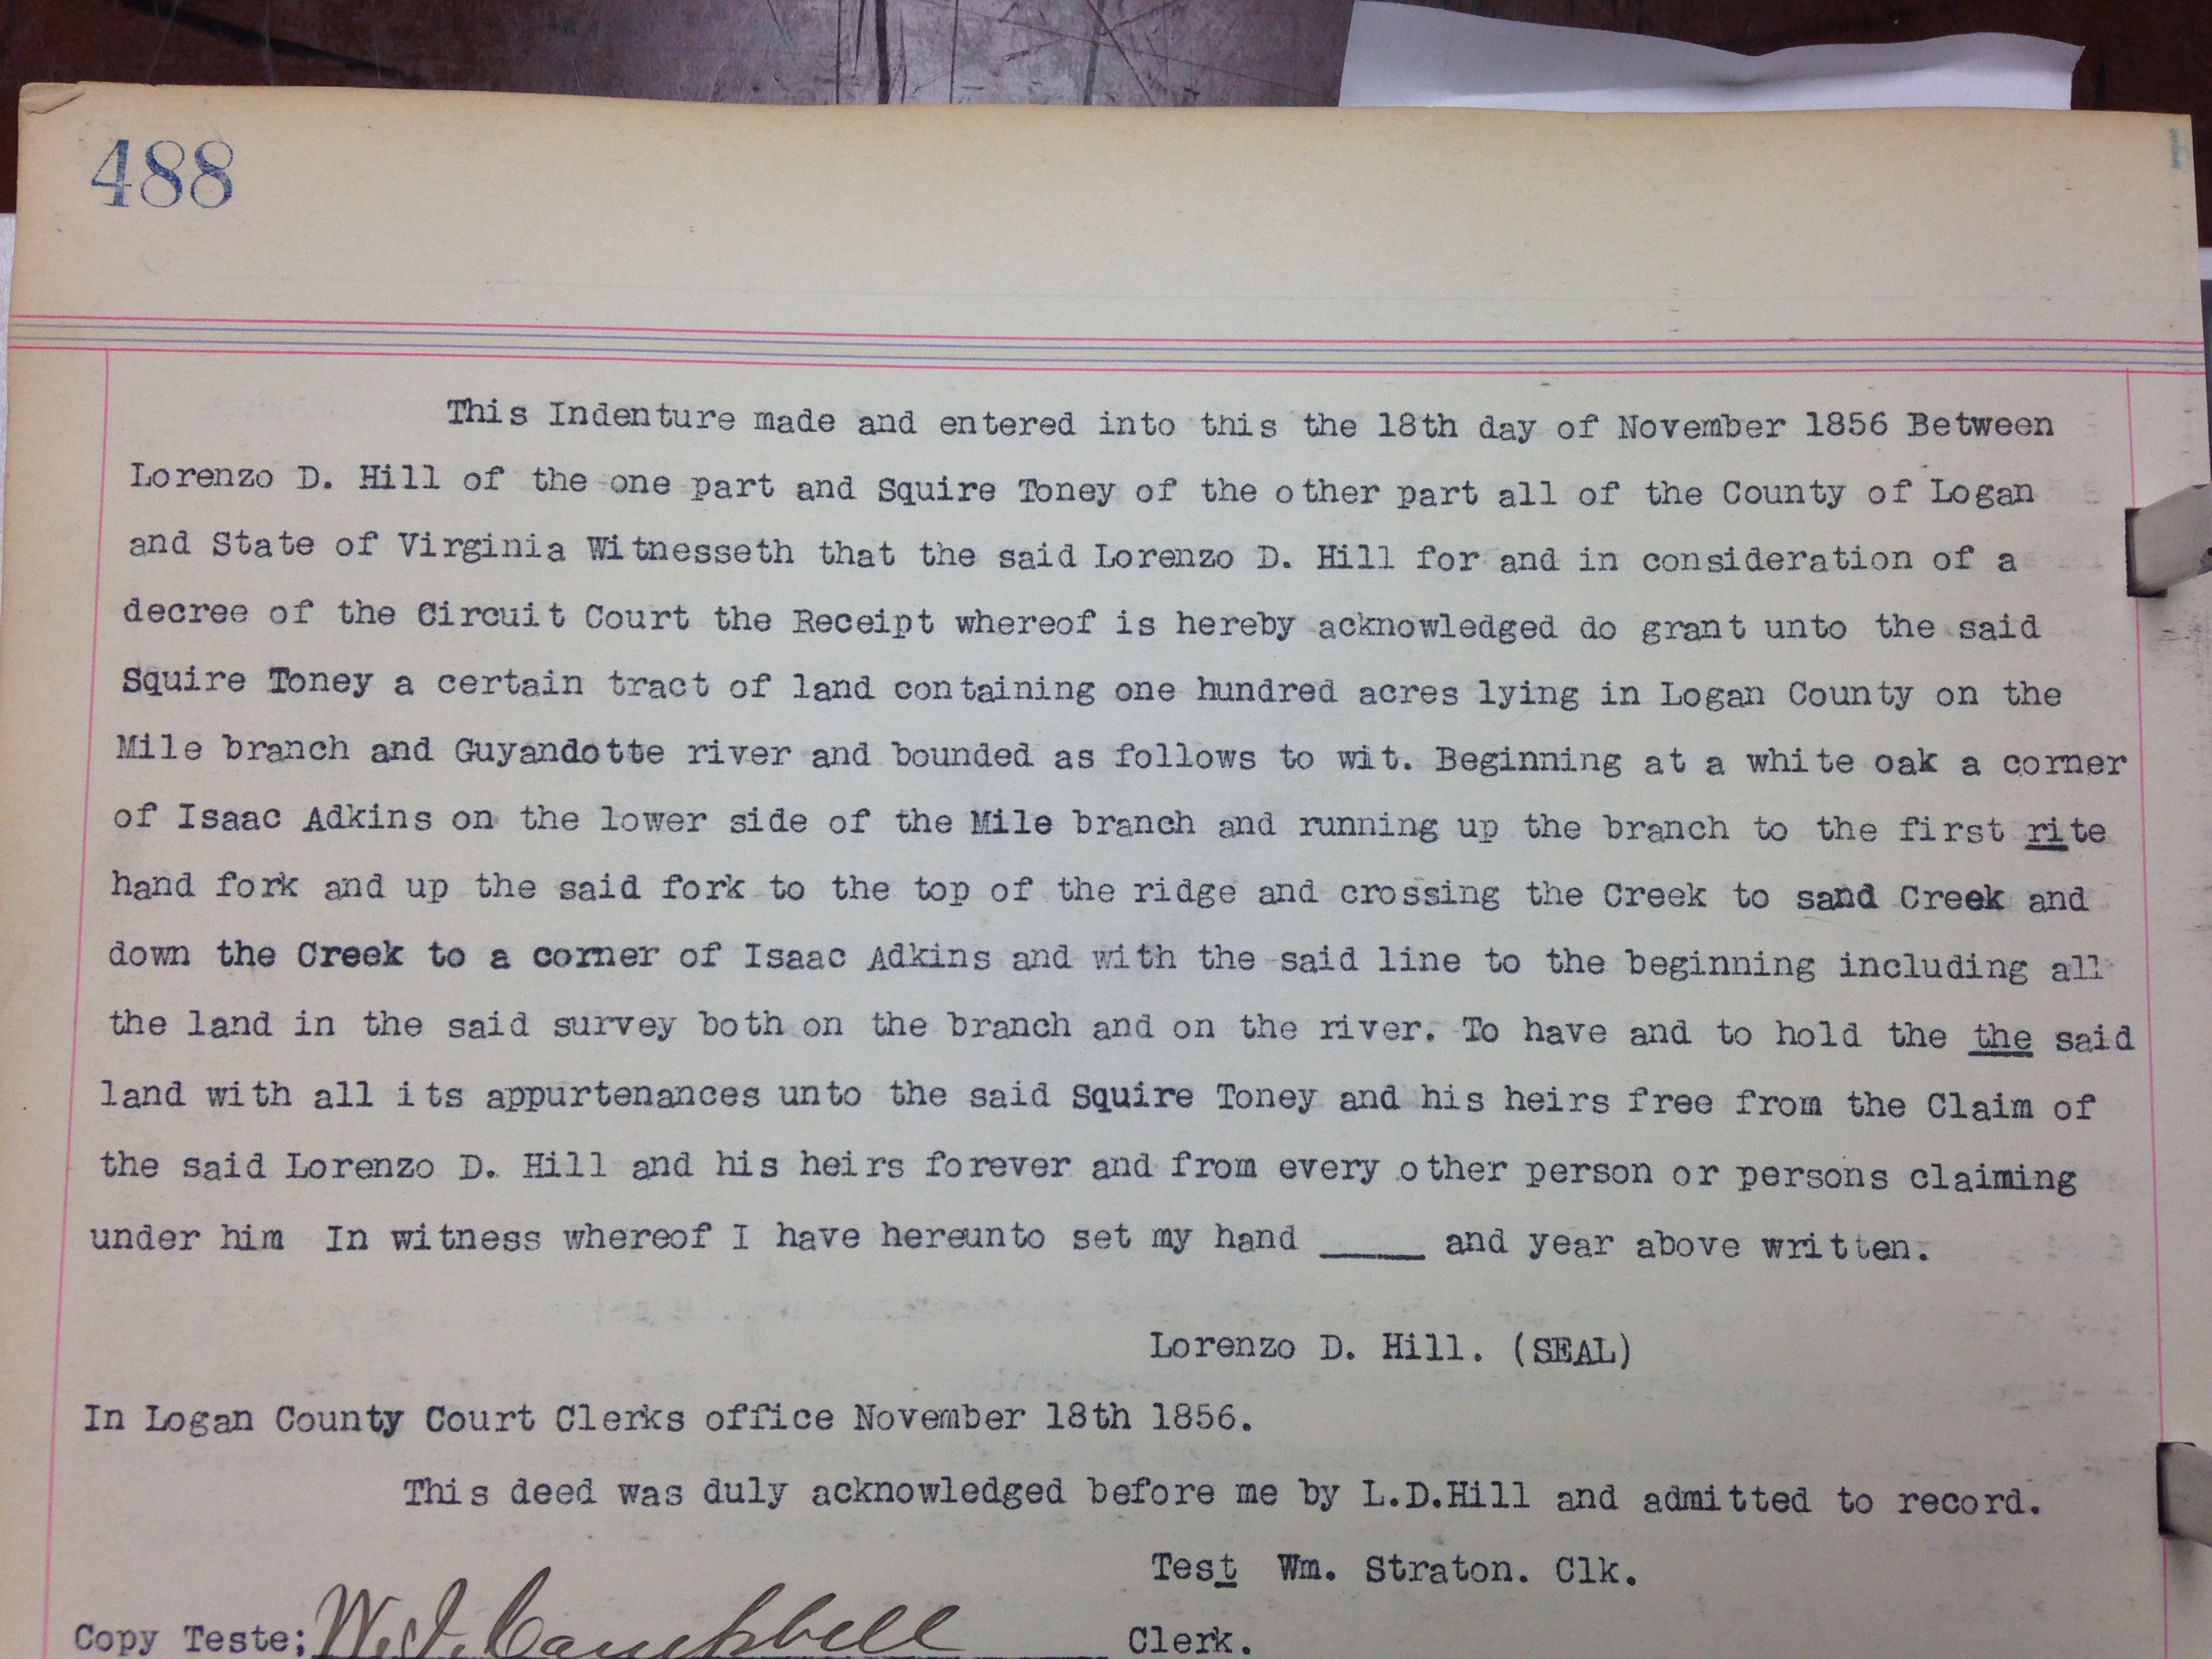 488
This Indenture made and entered into this the 18th day of November 1856 Between
Lorenzo D. Hill of the one part and Squire Toney of the other part all of the County of Logan
and State of Virginia Witnesseth that the said Lorenzo D. Hill for and in consideration of a
decree of the Circuit Court the Receipt whereof is hereby acknowledged do grant unto the said
Squire Toney a certain tract of land containing one hundred acres lying in Logan County on the
Mile branch and Guyandotte river and bounded as follows to wit. Beginning at a white oak a corner
of Isaac Adkins on the lower side of the Mile branch and running up the branch to the first rite
hand fork and up the said fork to the top of the ridge and crossing the Creek to sand Creek and
down the Creek to a corner of Isaac Adkins and with the said line to the beginning including all
the land in the said survey both on the branch and on the river. To have and to hold the the said
land with all its appurtenances unto the said Squire Toney and his heirs free from the Claim of
the said Lorenzo D. Hill and his heirs forever and from every other person or persons claiming
under him In witness whereof I have hereunto set my hand _____ and year above written.
Lorenzo D. Hill. (SEAL)
In Logan County Court Clerks office November 18th 1856.
This deed was duly acknowledged before me by L.D.Hill and admitted to record.
Test Wm. Straton. Clk.
Copy Teste; Campbell Clerk.